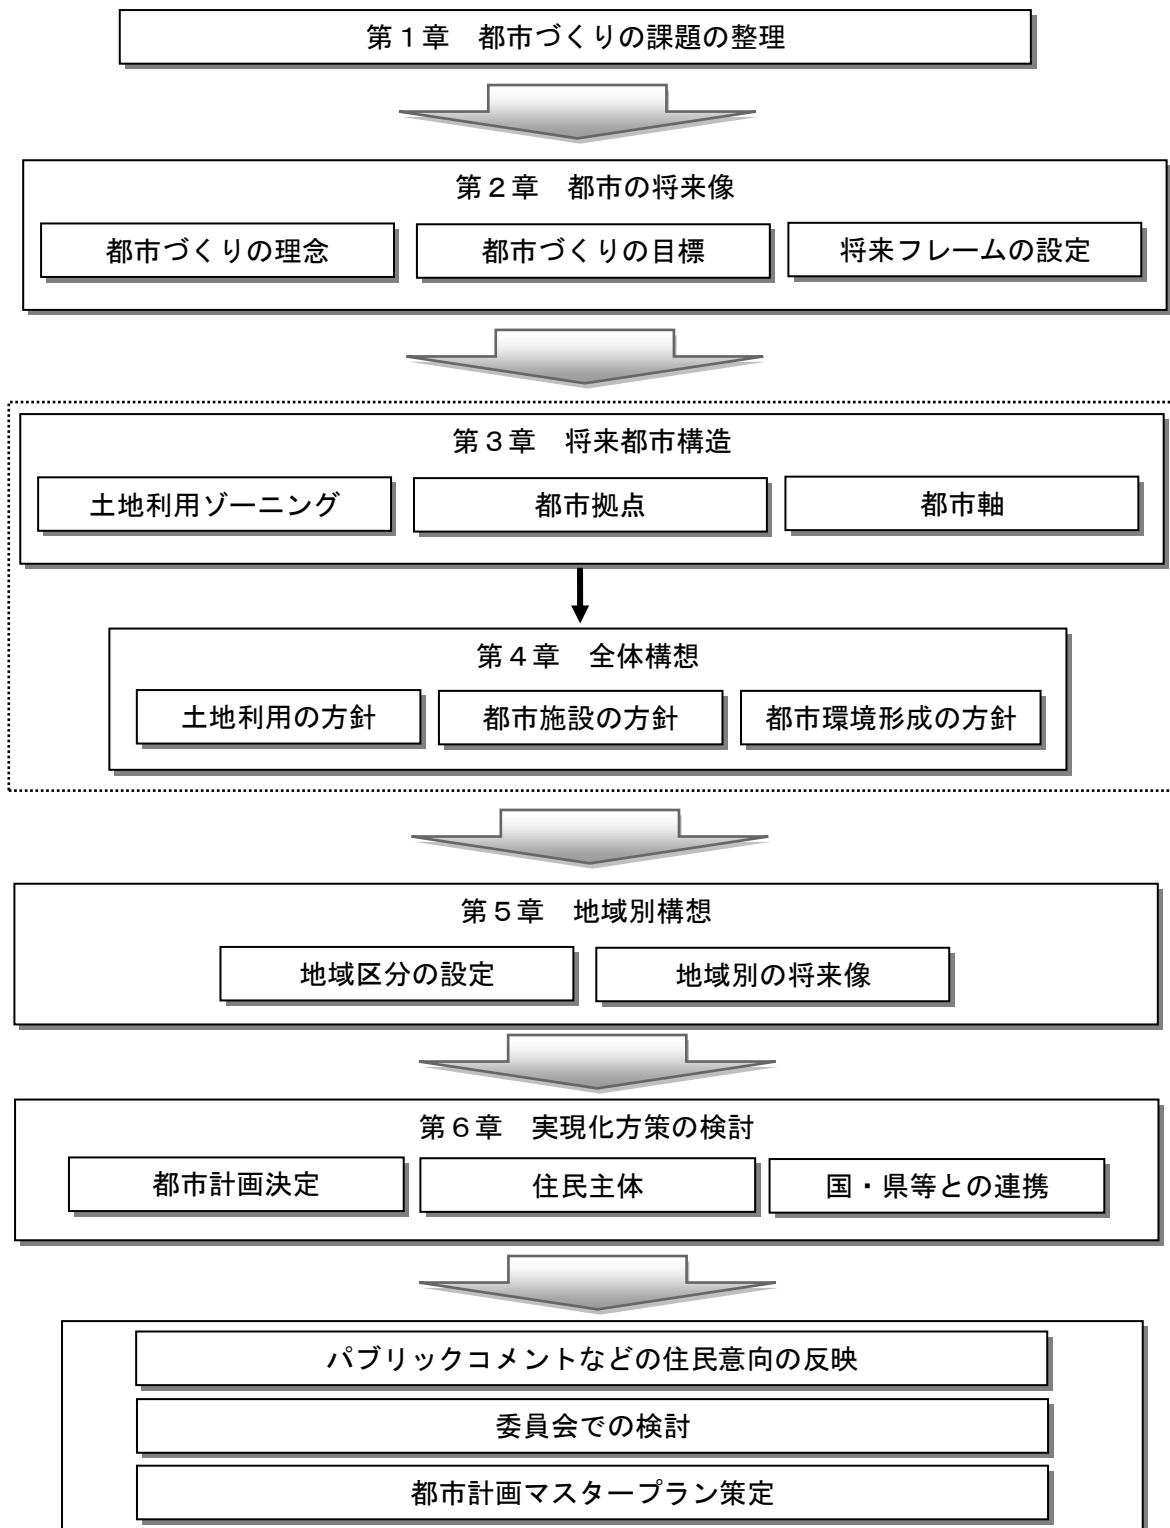 第１章　都市づくりの課題の整理
第２章　都市の将来像
都市づくりの理念
都市づくりの目標
将来フレームの設定
第３章　将来都市構造
土地利用ゾーニング
都市拠点
都市軸
第４章　全体構想
土地利用の方針
都市施設の方針
都市環境形成の方針
第５章　地域別構想
地域区分の設定
地域別の将来像
第６章　実現化方策の検討
都市計画決定
住民主体
国・県等との連携
パブリックコメントなどの住民意向の反映
委員会での検討
都市計画マスタープラン策定